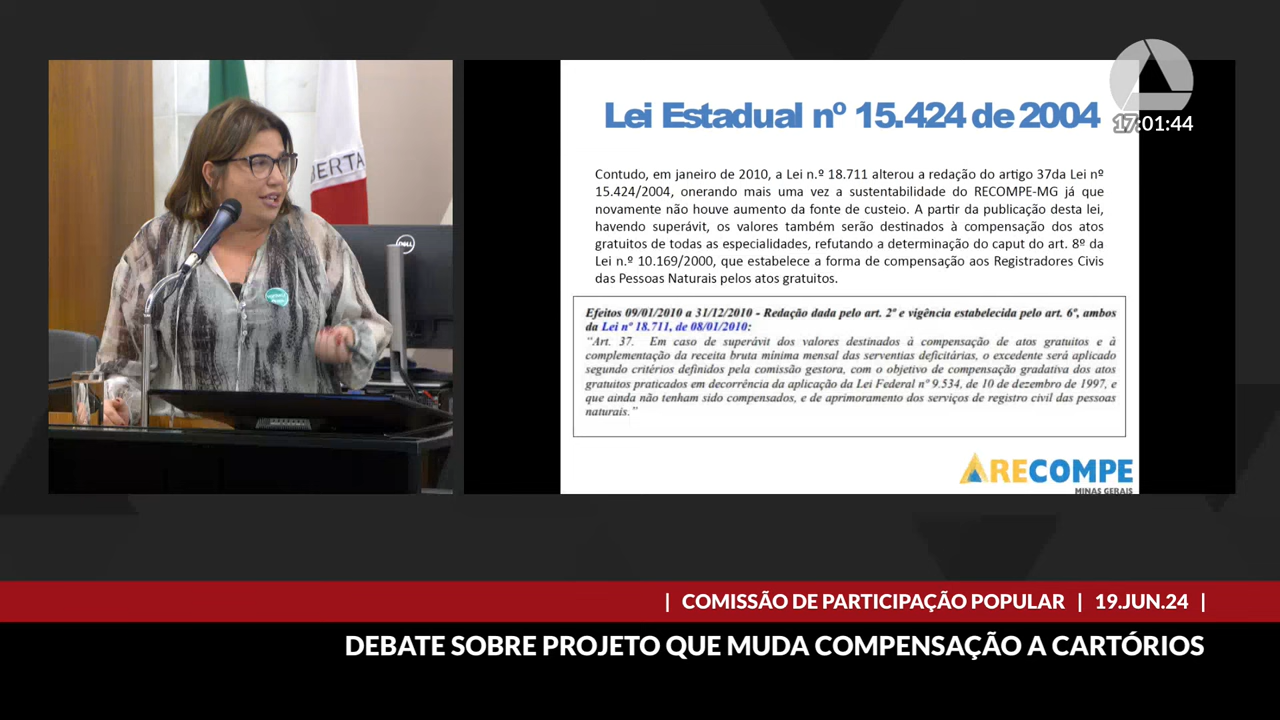 Lei Estadual nº 15.424 de 2004
17:01:44
Contudo, em janeiro de 2010, a Lei n.º 18.711 alterou a redação do artigo 37da Lei nº
15.424/2004, onerando mais uma vez a sustentabilidade do RECOMPE-MG já que
novamente não houve aumento da fonte de custeio. A partir da publicação desta lei,
havendo superávit, os valores também serão destinados à compensação dos atos
gratuitos de todas as especialidades, refutando a determinação do caput do art. 8º da
Lei n.º 10.169/2000, que estabelece a forma de compensação aos Registradores Civis
das Pessoas Naturais pelos atos gratuitos.
Efeitos 09/01/2010 a 31/12/2010 - Redação dada pelo art. 2º e vigência estabelecida pelo art. 6º, ambos
da Lei nº 18.711, de 08/01/2010:
“Art. 37. Em caso de superávit dos valores destinados à compensação de atos gratuitos e à
complementação da receita bruta mínima mensal das serventias deficitárias, o excedente será aplicado
segundo critérios definidos pela comissão gestora, com o objetivo de compensação gradativa dos atos
gratuitos praticados em decorrência da aplicação da Lei Federal nº 9.534, de 10 de dezembro de 1997, e
que ainda não tenham sido compensados, e de aprimoramento dos serviços de registro civil das pessoas
naturais.”
RECOMPE
MINAS GERAIS
ERTA
DELL
| COMISSÃO DE PARTICIPAÇÃO POPULAR | 19.JUN.24 |
DEBATE SOBRE PROJETO QUE MUDA COMPENSAÇÃO A CARTÓRIOS